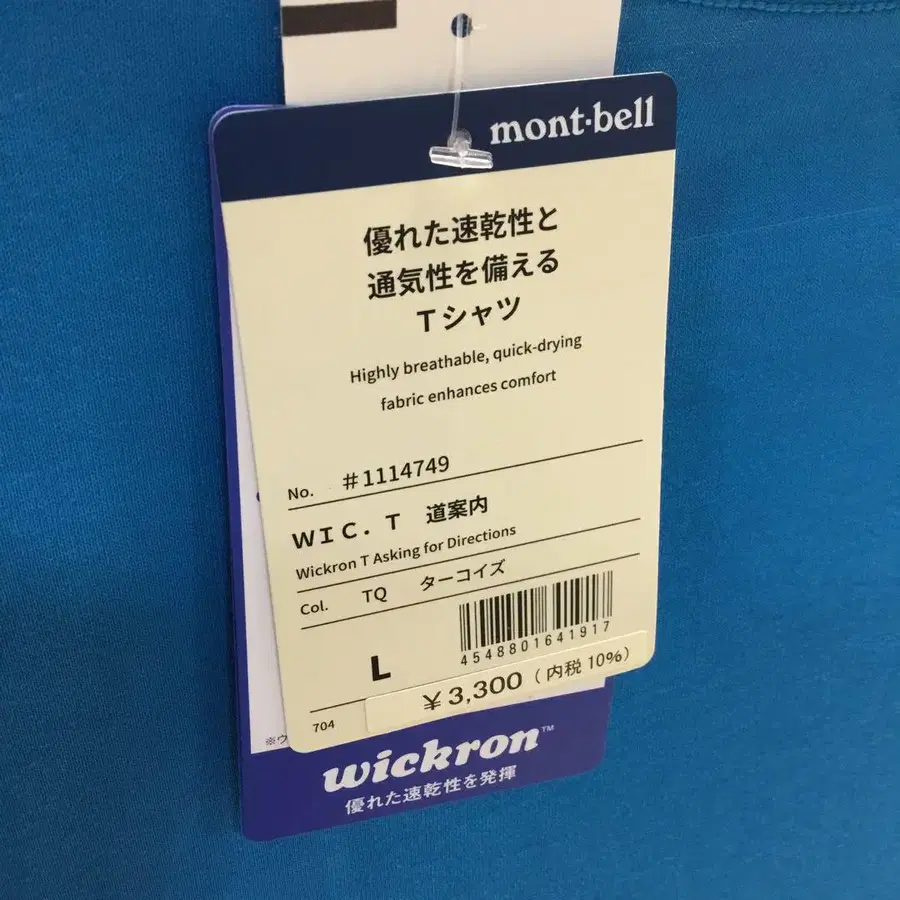 mont·bell
優れた速乾性と
通気性を備える
Tシャツ
Highly breathable, quick-drying
fabric enhances comfort
No. #1114749
WIC. T 道案内
Wickron T Asking for Directions
Col. TQ ターコイズ
L
4548801641917
¥3,300 (内税10%)
704
※ウ
wickron™
優れた速乾性を発揮